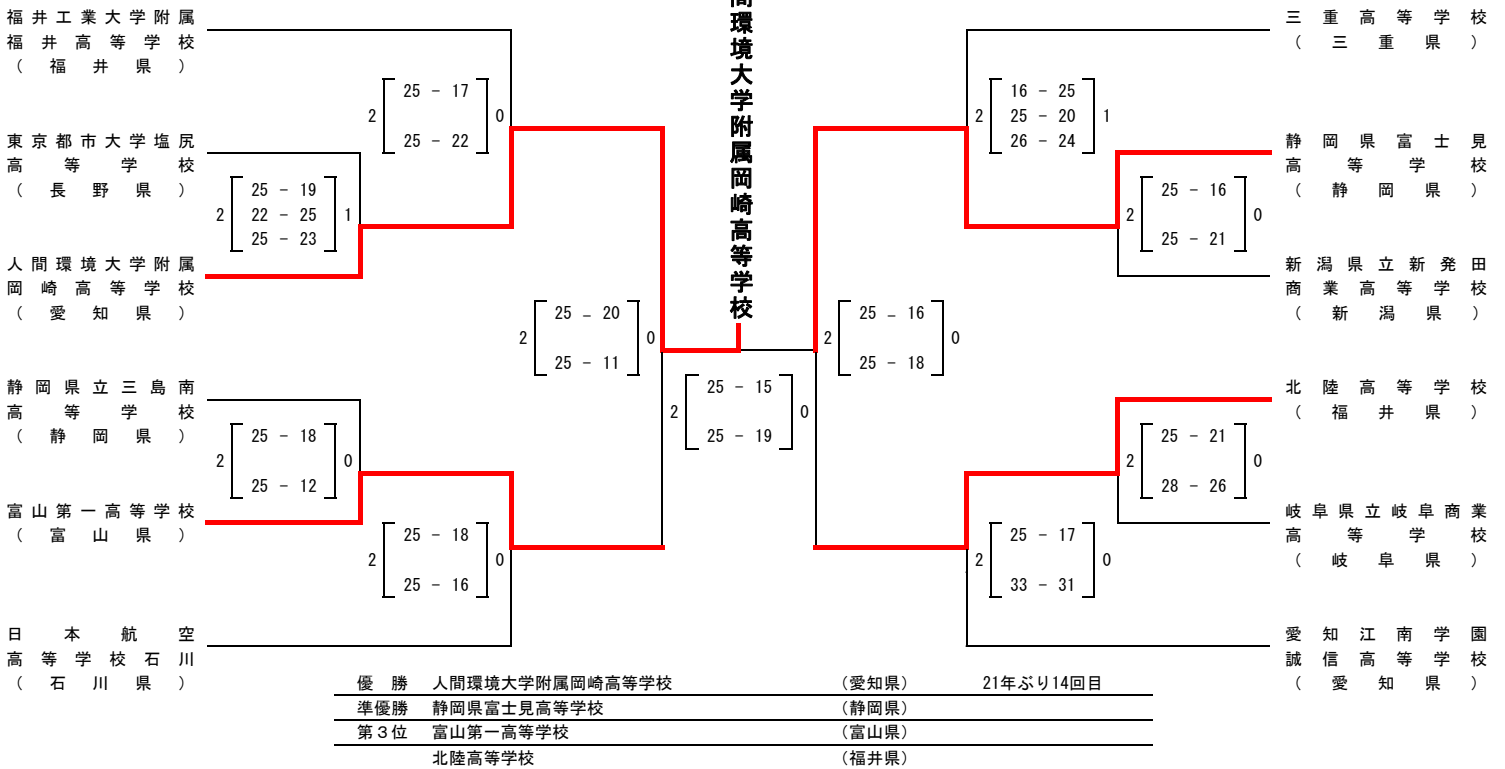 福井工業大学附属
福井高等学校
（福井県）
東京都市大学塩尻
高等学校
（長野県）
人間環境大学附属
岡崎高等学校
（愛知県）
静岡県立三島南
高等学校
（静岡県）
富山第一高等学校
（富山県）
日本航空
高等学校石川
（石川県）
2 25 - 17 0
25 - 22
25 - 19
2 22 - 25 1
25 - 23
2 25 - 20 0
25 - 11
2 25 - 18 0
25 - 12
2 25 - 18 0
25 - 16
間環境大学附属岡崎高等学校
2 25 - 15 0
25 - 19
16 - 25
2 25 - 20 1
26 - 24
2 25 - 16 0
25 - 21
2 25 - 16 0
25 - 18
2 25 - 21 0
28 - 26
2 25 - 17 0
33 - 31
三重高等学校
（三重県）
静岡県富士見
高等学校
（静岡県）
新潟県立新発田
商業高等学校
（新潟県）
北陸高等学校
（福井県）
岐阜県立岐阜商業
高等学校
（岐阜県）
愛知江南学園
誠信高等学校
（愛知県）
優勝 人間環境大学附属岡崎高等学校 （愛知県） 21年ぶり14回目
準優勝 静岡県富士見高等学校 （静岡県）
第３位 富山第一高等学校 （富山県）
北陸高等学校 （福井県）